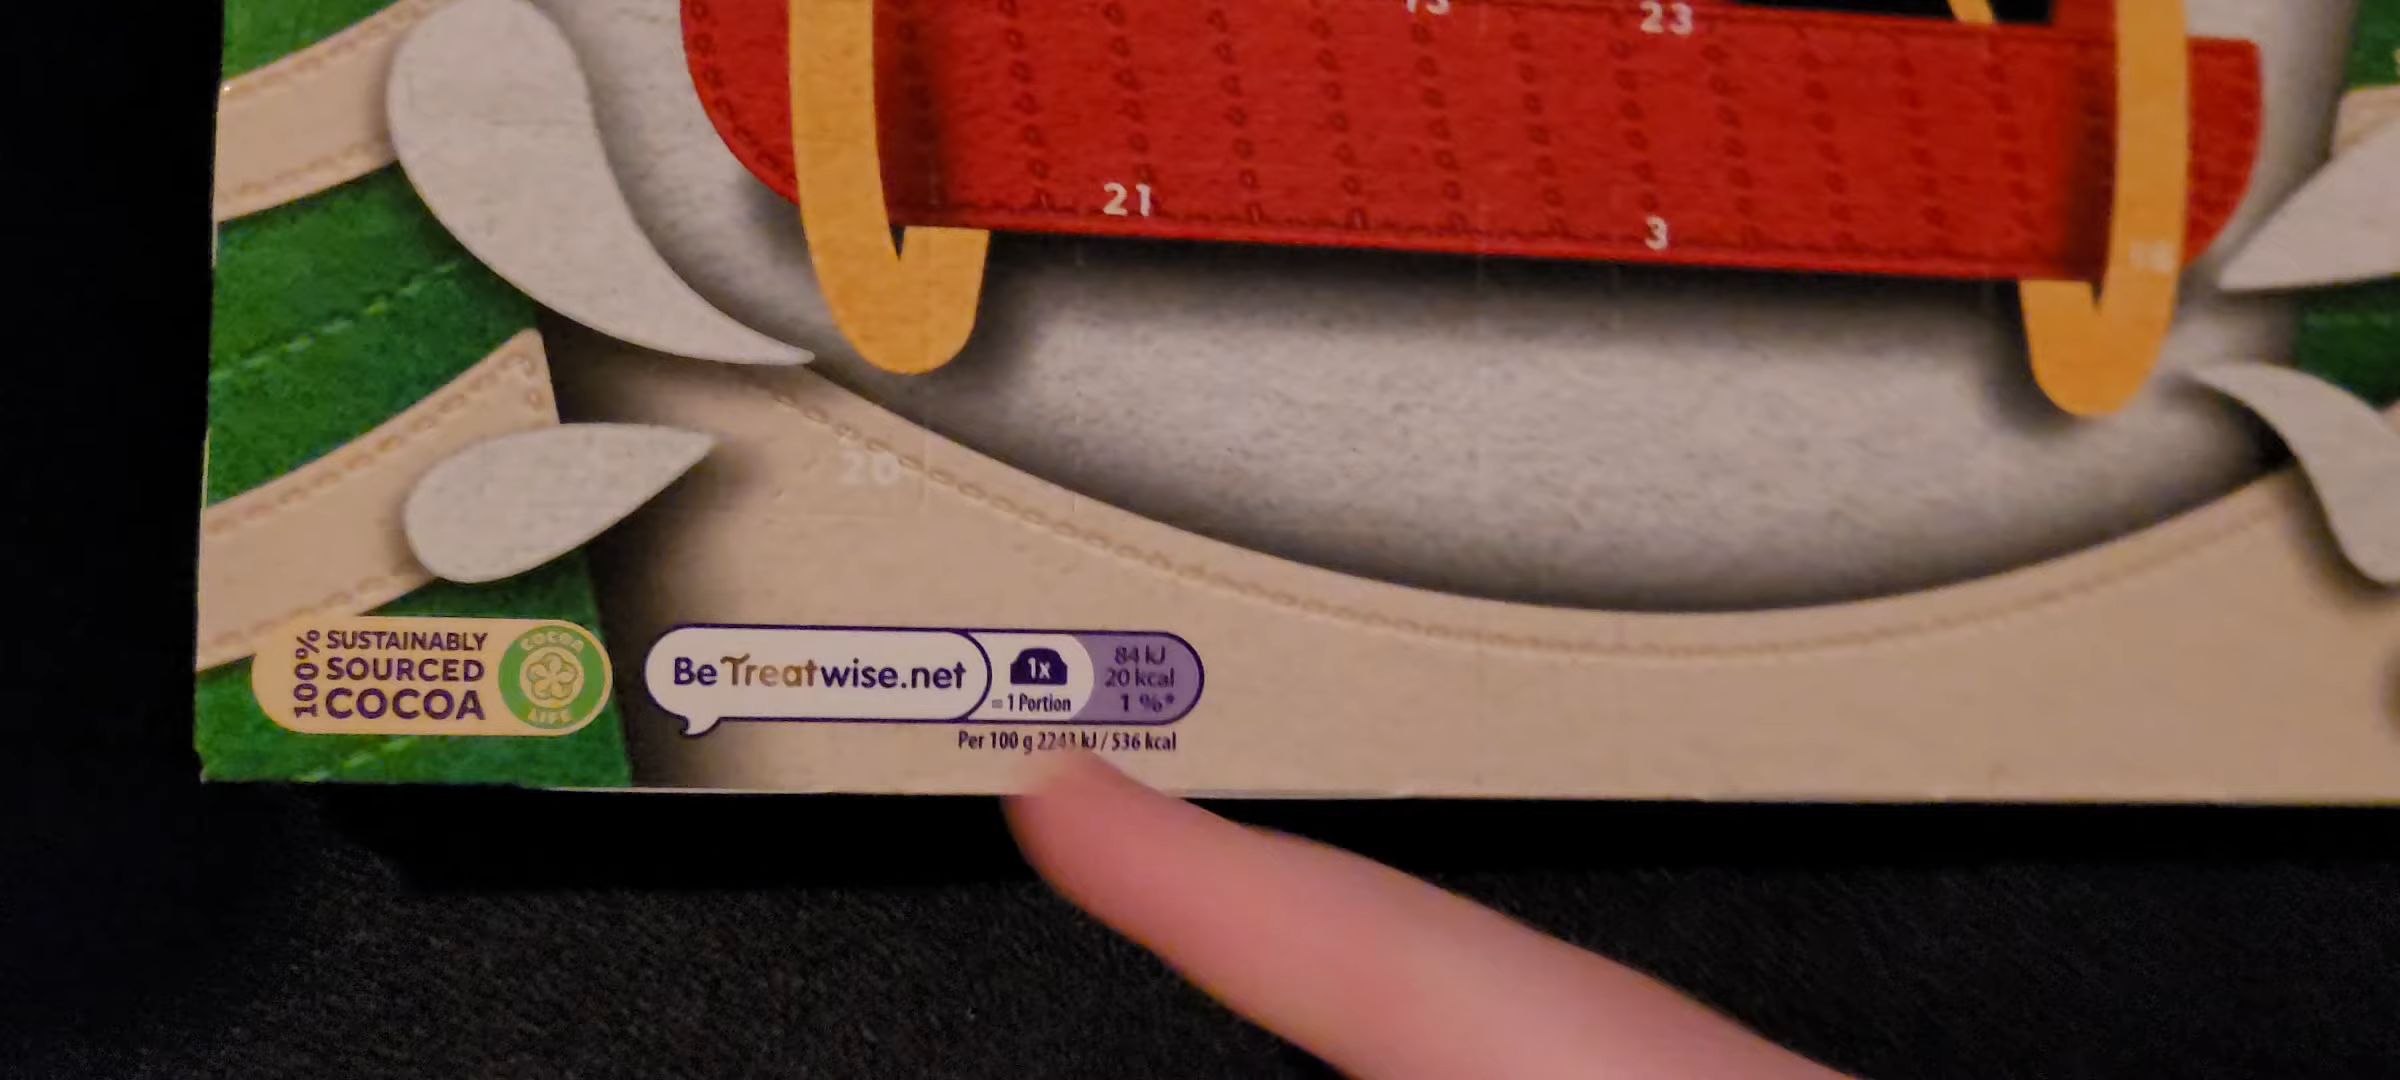 23
21
3
20
100%
SUSTAINABLY
SOURCED
COCOA
COCOA
LIFE
BeTreatwise.net
1x
= 1 Portion
84 kJ
20 kcal
1 %*
Per 100 g 2243 kJ / 536 kcal